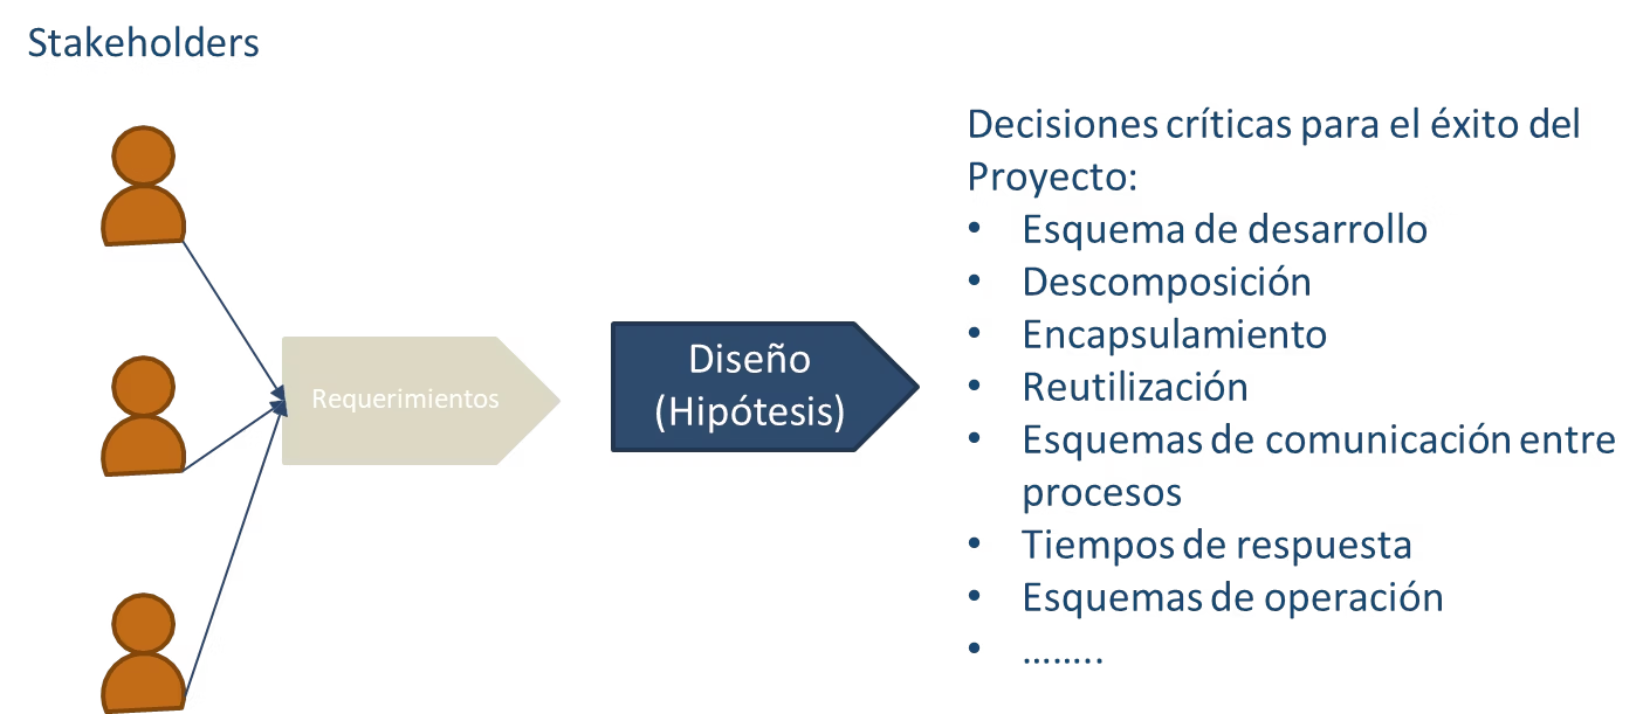 Stakeholders
Requerimientos
Diseño
(Hipótesis)
Decisiones críticas para el éxito del
Proyecto:
• Esquema de desarrollo
• Descomposición
• Encapsulamiento
• Reutilización
• Esquemas de comunicación entre
procesos
• Tiempos de respuesta
• Esquemas de operación
• ........